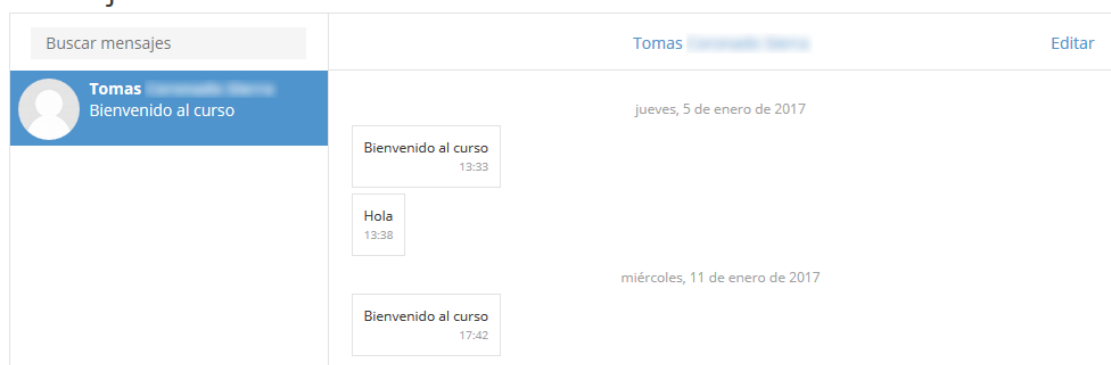 Buscar mensajes
Tomas
Editar
Tomas
Bienvenido al curso
jueves, 5 de enero de 2017
Bienvenido al curso
13:33
Hola
13:38
miércoles, 11 de enero de 2017
Bienvenido al curso
17:42